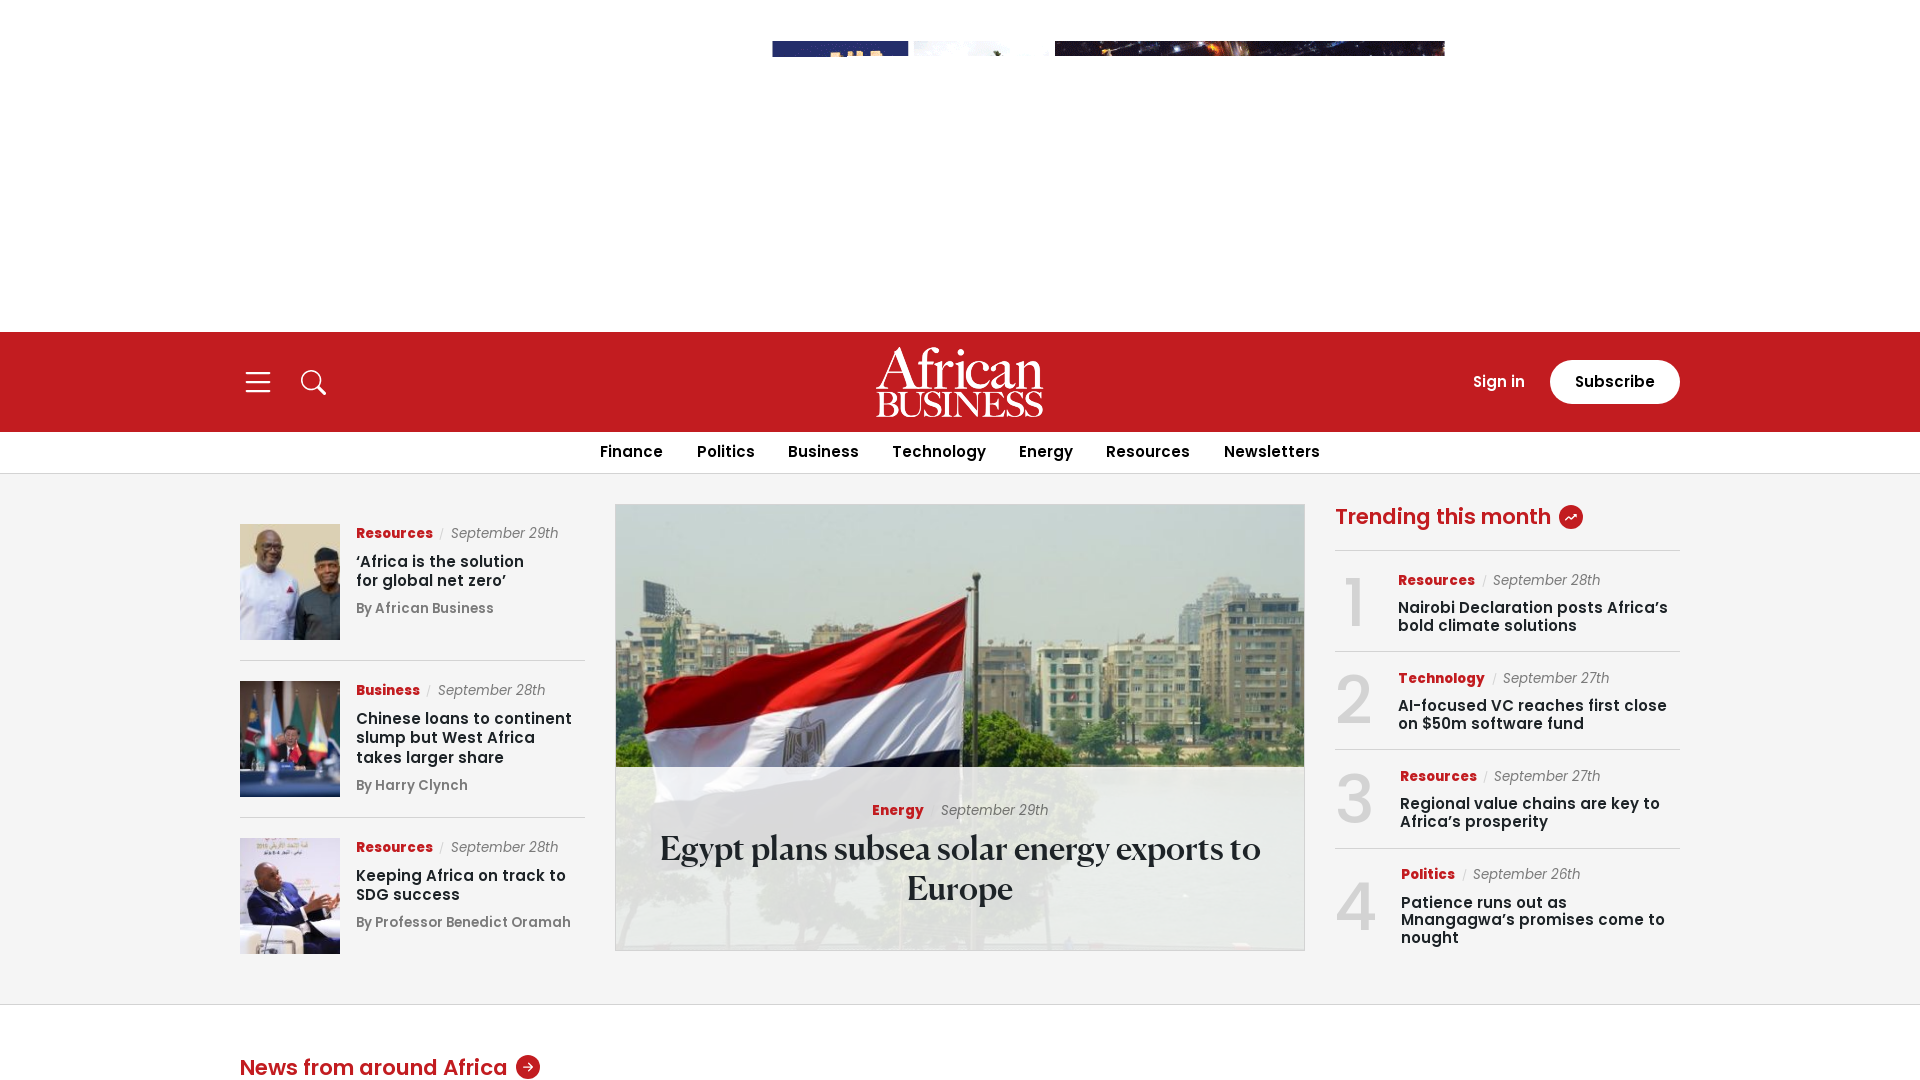 African
BUSINESS
Sign in
Subscribe
Finance
Politics
Business
Technology
Energy
Resources
Newsletters
Resources / September 29th
‘Africa is the solution
for global net zero’
By African Business
Business / September 28th
Chinese loans to continent
slump but West Africa
takes larger share
By Harry Clynch
Resources / September 28th
Keeping Africa on track to
SDG success
By Professor Benedict Oramah
Energy September 29th
Egypt plans subsea solar energy exports to
Europe
Trending this month
1
Resources / September 28th
Nairobi Declaration posts Africa’s
bold climate solutions
2
Technology / September 27th
AI-focused VC reaches first close
on $50m software fund
3
Resources / September 27th
Regional value chains are key to
Africa’s prosperity
4
Politics / September 26th
Patience runs out as
Mnangagwa’s promises come to
nought
News from around Africa